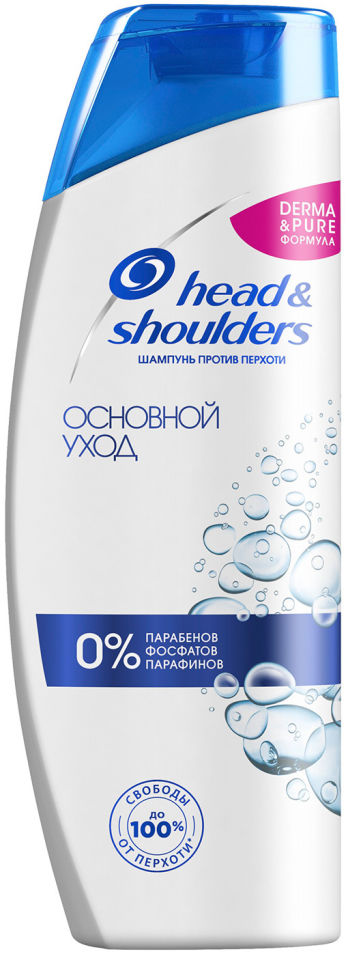 DERMA
&PURE
ФОРМУЛА
head&
shoulders
ШАМПУНЬ ПРОТИВ ПЕРХОТИ
ОСНОВНОЙ
УХОД
0%
ПАРАБЕНОВ
ФОСФАТОВ
ПАРАФИНОВ
СВОБОДЫ
до
100%
ОТ ПЕРХОТИ*